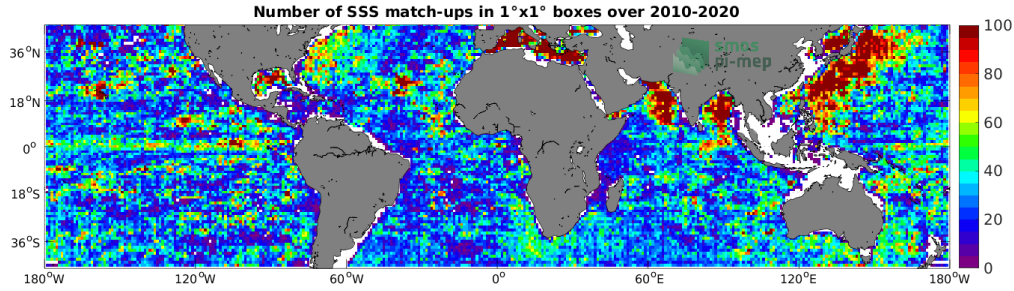 Number of SSS match-ups in 1°x1° boxes over 2010-2020
smos
pi-mep
36°N
18°N
0°
18°S
36°S
180°W 120°W 60°W 0° 60°E 120°E 180°W
100
80
60
40
20
0